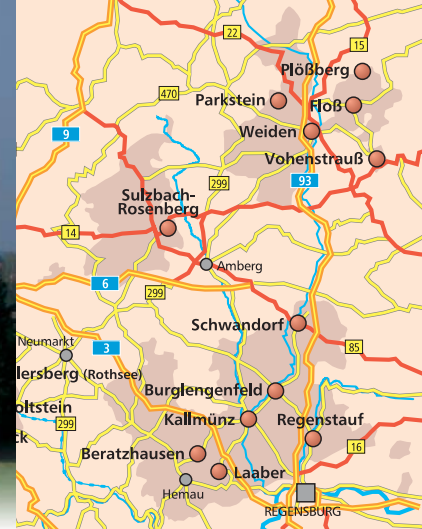 22
15
Plößberg
470
Parkstein
Floß
9
Weiden
Vohenstrauß
299
93
Sulzbach-
Rosenberg
14
Amberg
6
299
Schwandorf
Neumarkt
3
85
lersberg (Rothsee)
Burglengenfeld
oltstein
Kallmünz
Regenstauf
299
ck
16
Beratzhausen
Laaber
Hemau
REGENSBURG